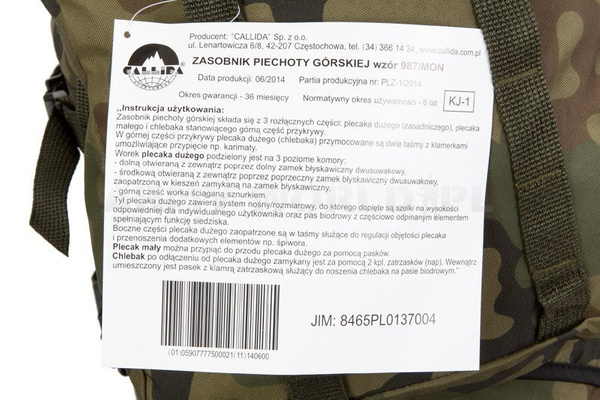 Producent: "CALLIDA" Sp. z o.o.
ul. Lenartowicza 6/8, 42-207 Częstochowa, tel. (34) 366 14 34, www.callida.com.pl
CALLIDA
ZASOBNIK PIECHOTY GÓRSKIEJ wzór 987/MON
Data produkcji: 06/2014 Partia produkcyjna nr: PLZ-1/2014
Okres gwarancji - 36 miesięcy Normatywny okres używalności - 6 lat KJ-1
,,Instrukcja użytkowania:
Zasobnik piechoty górskiej składa się z 3 rozłącznych części: plecaka dużego (zasadniczego), plecaka
małego i chlebaka stanowiącego górną część przykrywy.
W górnej części przykrywy plecaka dużego (chlebaka) przymocowane są dwie taśmy z klamerkami
umożliwiające przypięcie np. karimaty.
Worek plecaka dużego podzielony jest na 3 poziome komory:
- dolną otwieraną z zewnątrz poprzez dolny zamek błyskawiczny dwusuwakowy.
- środkową otwieraną z zewnątrz poprzez poprzeczny zamek błyskawiczny dwusuwakowy,
zaopatrzoną w kieszeń zamykaną na zamek błyskawiczny,
- górną cześć worka ściąganą sznurkiem.
Tył plecaka dużego zawiera system nośny/rozmiarowy, do którego dopięte są szelki na wysokości
odpowiedniej dla indywidualnego użytkownika oraz pas biodrowy z częściowo odpinanym elementem
spełniającym funkcję siedziska.
Boczne części plecaka dużego zaopatrzone są w taśmy służące do regulacji objętości plecaka
i przenoszenia dodatkowych elementów np. śpiwora.
Plecak mały można przypiąć do przodu plecaka dużego za pomocą pasków.
Chlebak po odłączeniu od plecaka dużego zamykany jest za pomocą 2 kpl. zatrzasków (nap). Wewnątrz
umieszczony jest pasek z klamrą zatrzaskową służący do noszenia chlebaka na pasie biodrowym."
JIM: 8465PL0137004
(01)05907777500021(11)140600